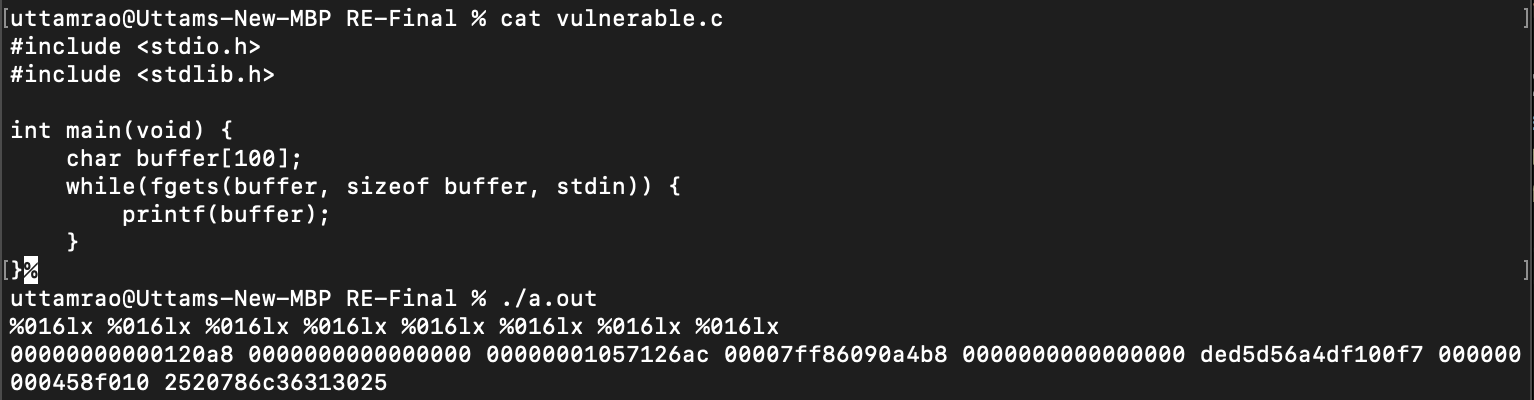 [uttamrao@Uttams-New-MBP RE-Final % cat vulnerable.c ]
#include <stdio.h>
#include <stdlib.h>
int main(void) {
    char buffer[100];
    while(fgets(buffer, sizeof buffer, stdin)) {
        printf(buffer);
    }
[}% ]
uttamrao@Uttams-New-MBP RE-Final % ./a.out
%016lx %016lx %016lx %016lx %016lx %016lx %016lx %016lx
00000000000120a8 0000000000000000 00000001057126ac 00007ff86090a4b8 0000000000000000 ded5d56a4df100f7 000000
000458f010 2520786c36313025